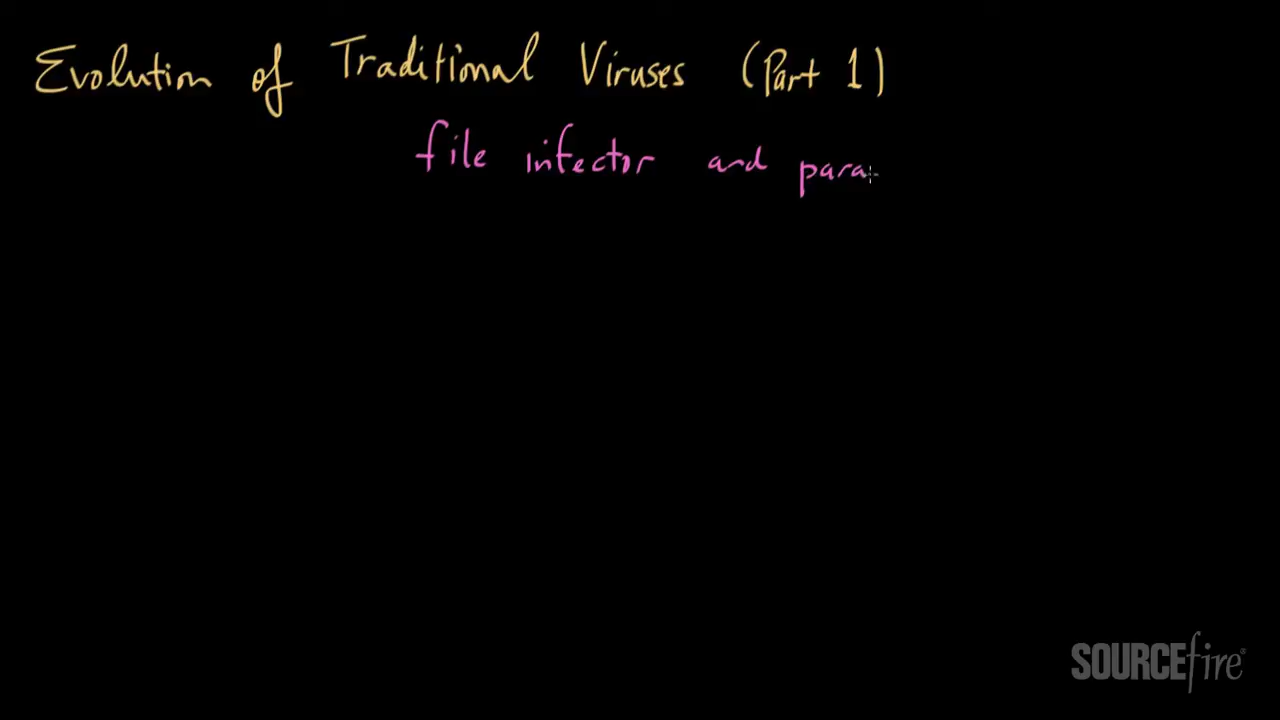 Evolution of Traditional Viruses (Part 1)
file infector and para
SOURCEfire®